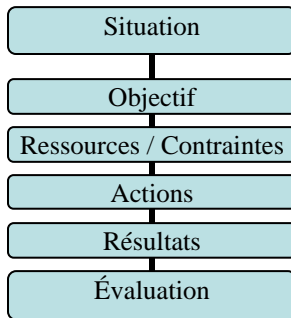 Situation
Objectif
Ressources / Contraintes
Actions
Résultats
Évaluation